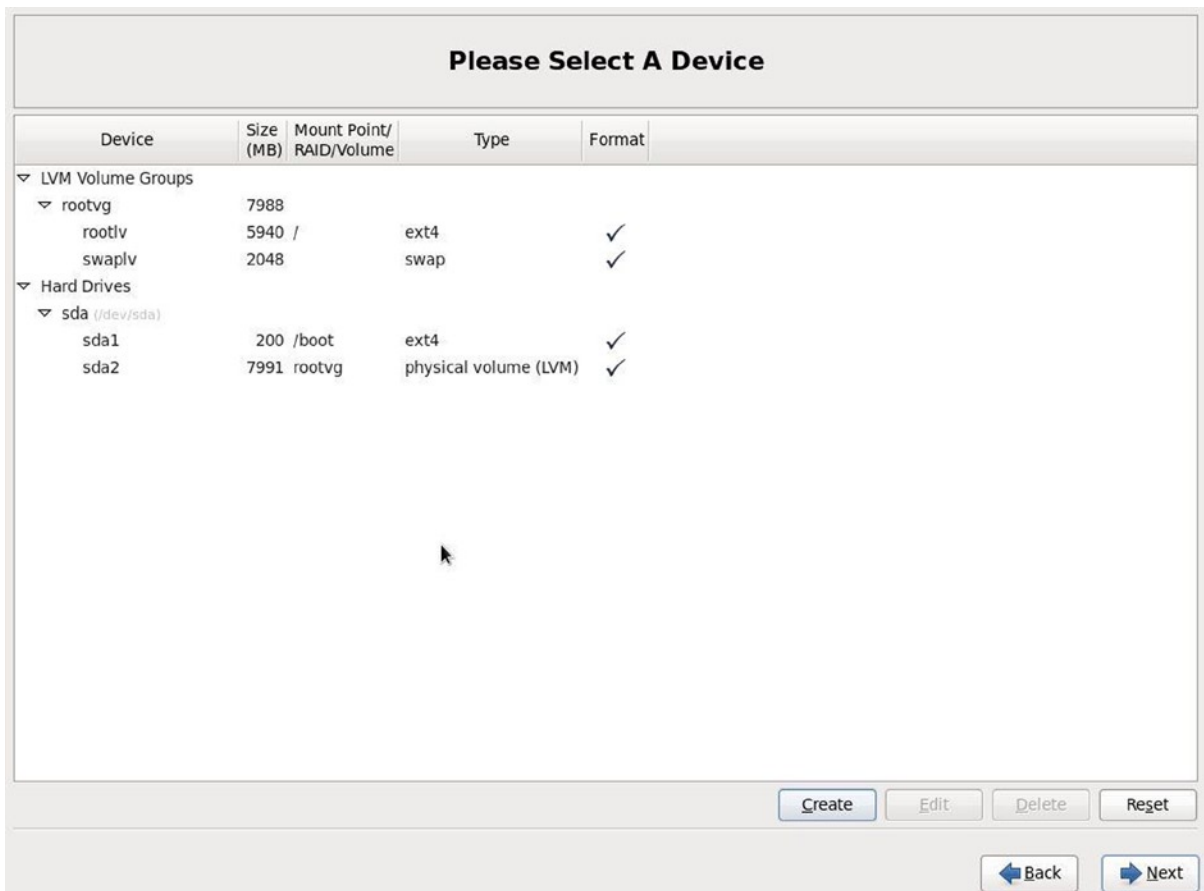 Please Select A Device
Device Size (MB) Mount Point/ RAID/Volume Type Format
LVM Volume Groups
rootvg 7988
rootlv 5940 / ext4
swaplv 2048 swap
Hard Drives
sda (/dev/sda)
sda1 200 /boot ext4
sda2 7991 rootvg physical volume (LVM)
Create Edit Delete Reset
Back Next